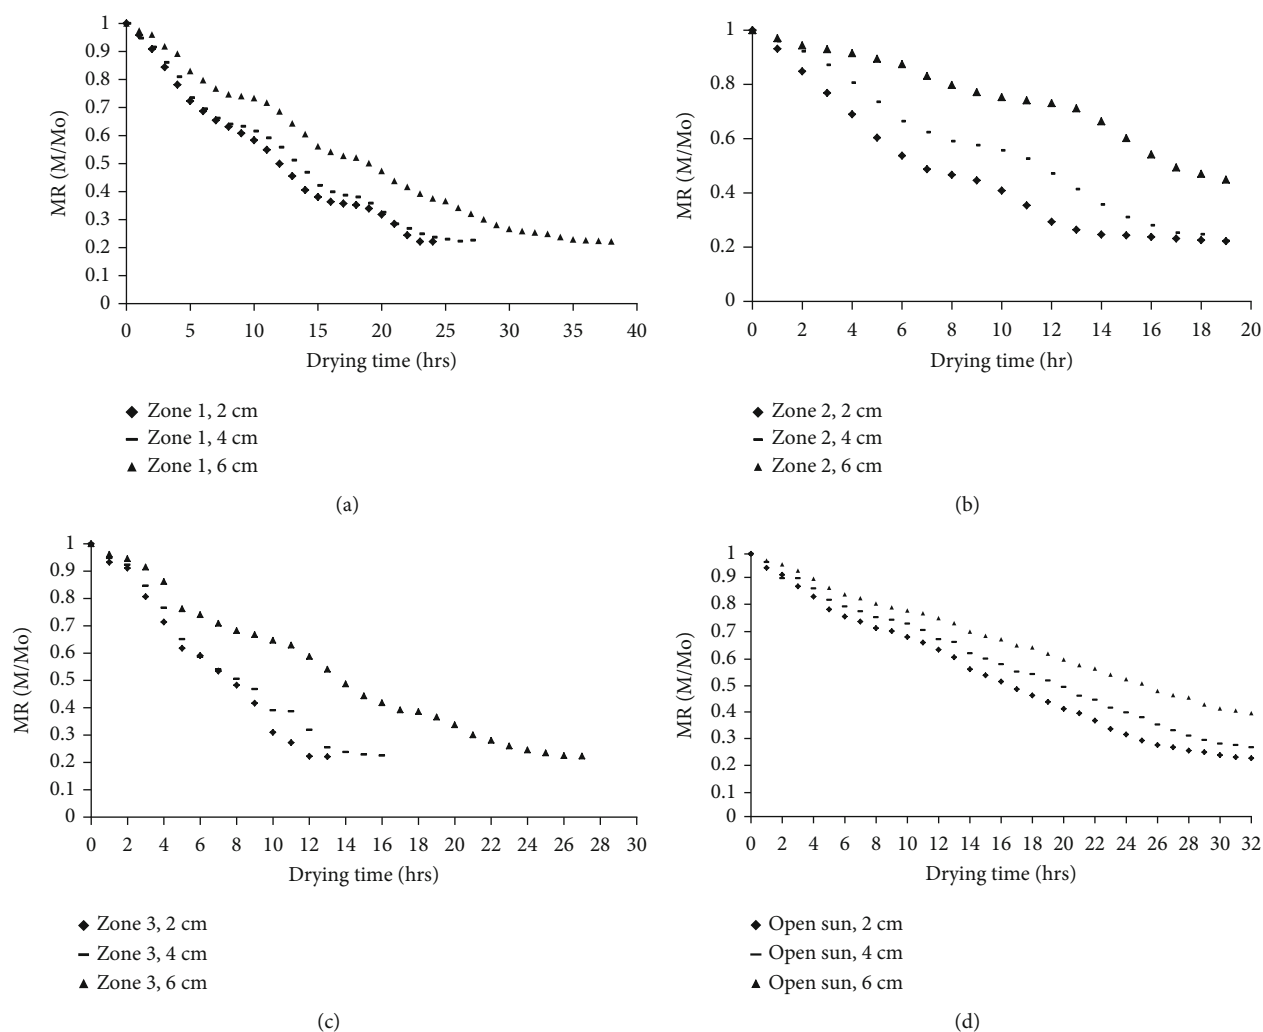 1
0.9
0.8
0.7
0.6
0.5
0.4
0.3
0.2
0.1
0
MR (M/Mo)
0 5 10 15 20 25 30 35 40
Drying time (hrs)
Zone 1, 2 cm
Zone 1, 4 cm
Zone 1, 6 cm
(a)
1
0.8
0.6
0.4
0.2
0
MR (M/Mo)
0 2 4 6 8 10 12 14 16 18 20
Drying time (hr)
Zone 2, 2 cm
Zone 2, 4 cm
Zone 2, 6 cm
(b)
1
0.9
0.8
0.7
0.6
0.5
0.4
0.3
0.2
0.1
0
MR (M/Mo)
0 2 4 6 8 10 12 14 16 18 20 22 24 26 28 30
Drying time (hrs)
Zone 3, 2 cm
Zone 3, 4 cm
Zone 3, 6 cm
(c)
1
0.9
0.8
0.7
0.6
0.5
0.4
0.3
0.2
0.1
0
MR (M/Mo)
0 2 4 6 8 10 12 14 16 18 20 22 24 26 28 30 32
Drying time (hrs)
Open sun, 2 cm
Open sun, 4 cm
Open sun, 6 cm
(d)